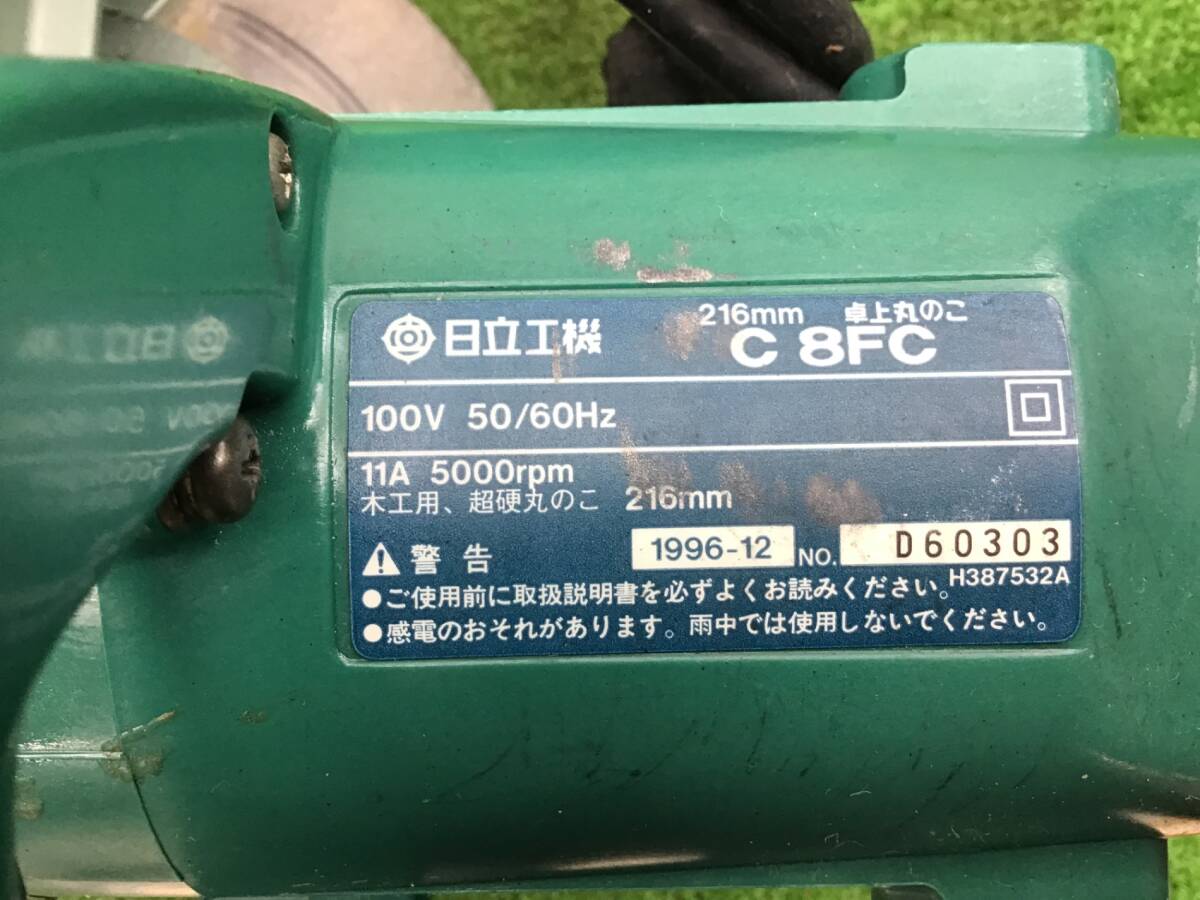 日立工機
216mm 卓上丸のこ
C 8FC
100V 50/60Hz
11A 5000rpm
木工用、超硬丸のこ 216mm
警告 1996-12 NO. D60303
●ご使用前に取扱説明書を必ずよくお読みください。 H387532A
●感電のおそれがあります。雨中では使用しないでください。